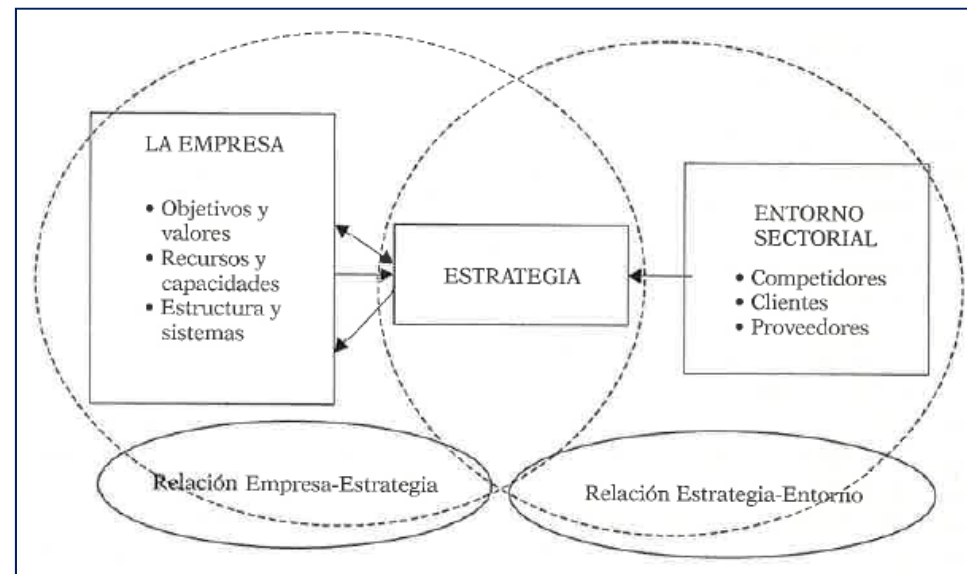 LA EMPRESA
• Objetivos y
valores
• Recursos y
capacidades
• Estructura y
sistemas
ESTRATEGIA
ENTORNO
SECTORIAL
• Competidores
• Clientes
• Proveedores
Relación Empresa-Estrategia
Relación Estrategia-Entorno